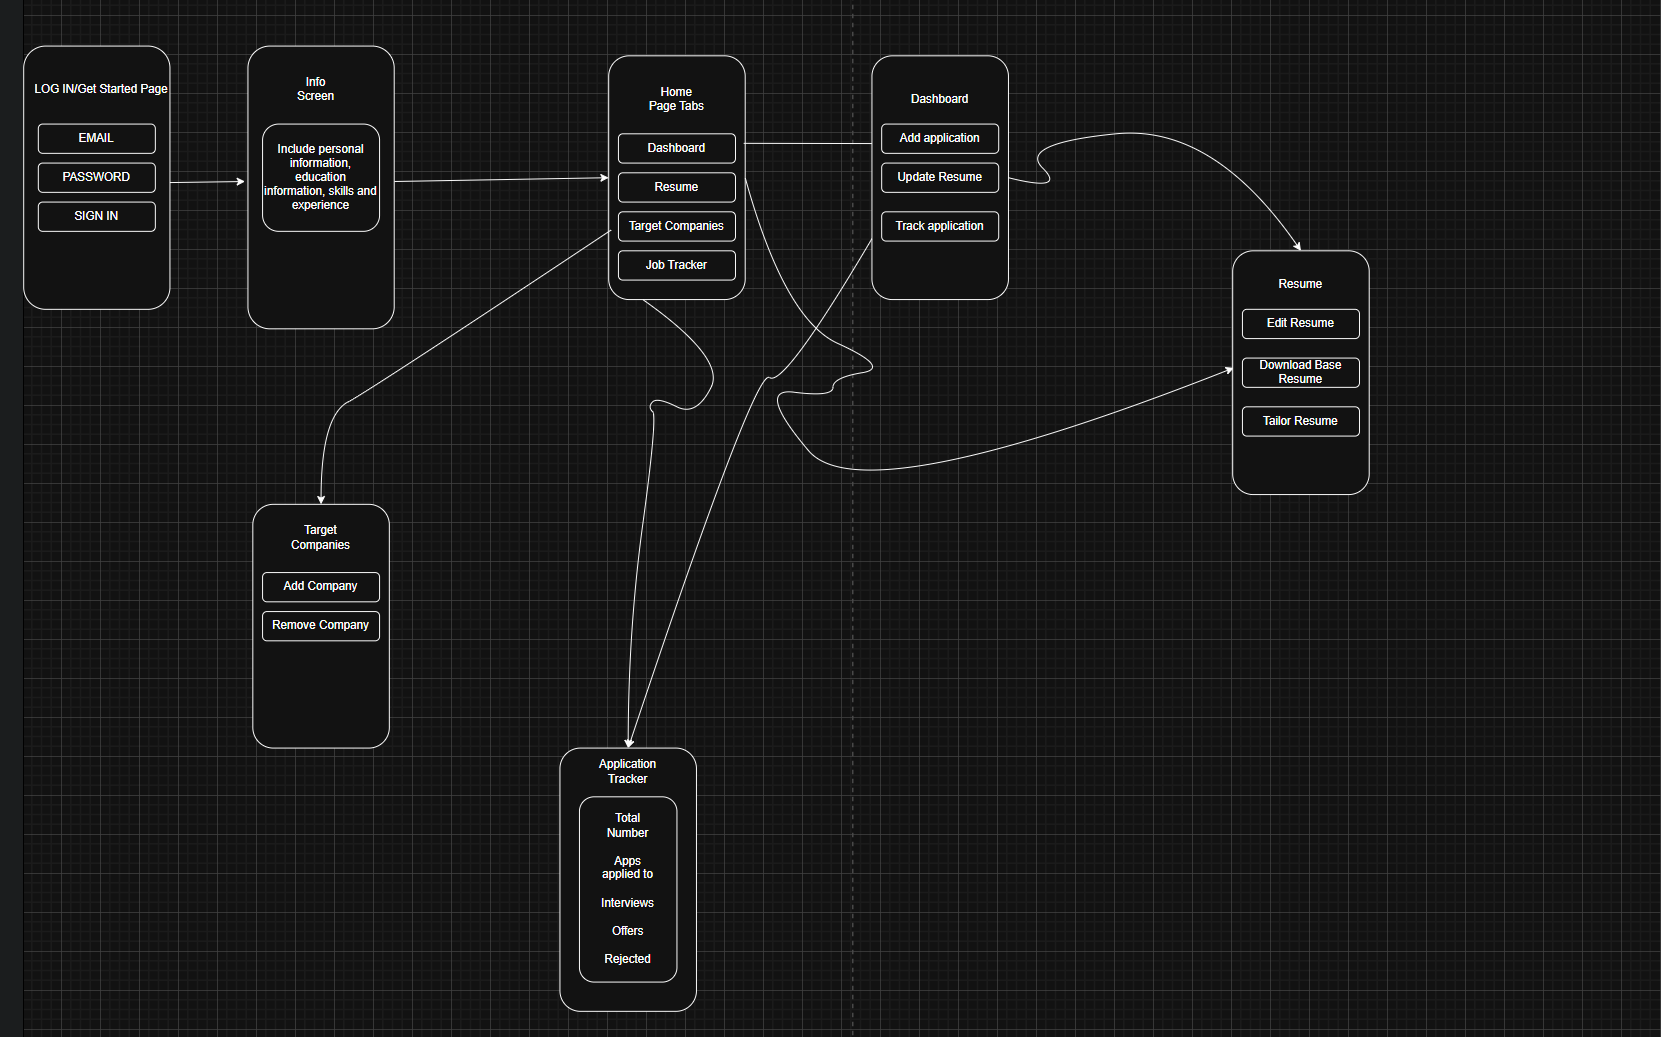 LOG IN/Get Started Page
EMAIL
PASSWORD
SIGN IN
Info
Screen
Include personal
information,
education
information, skills and
experience
Home
Page Tabs
Dashboard
Resume
Target Companies
Job Tracker
Dashboard
Add application
Update Resume
Track application
Resume
Edit Resume
Download Base
Resume
Tailor Resume
Target
Companies
Add Company
Remove Company
Application
Tracker
Total
Number
Apps
applied to
Interviews
Offers
Rejected